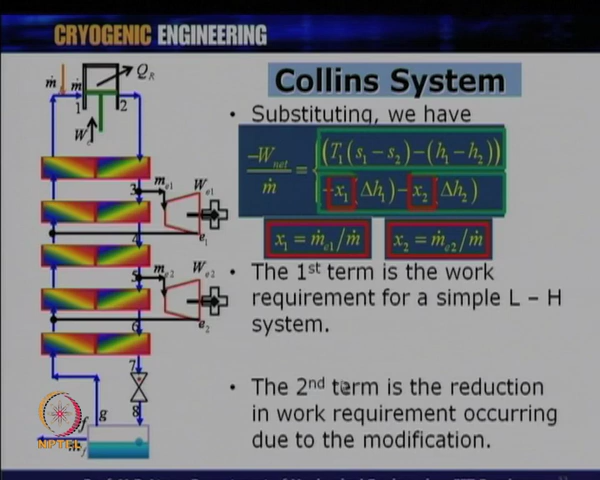 CRYOGENIC ENGINEERING
Collins System
ṁ
ṁ
Q_R
1
2
W_c
• Substituting, we have
−W_net / ṁ = { (T₁(s₁ − s₂) − (h₁ − h₂))
−x₁(Δh₁) − x₂(Δh₂) }
x₁ = ṁ_e1 / ṁ
x₂ = ṁ_e2 / ṁ
3
m_e1
W_e1
4
e₁
5
m_e2
W_e2
6
e₂
• The 1st term is the work
requirement for a simple L – H
system.
7
8
g
f
• The 2nd term is the reduction
in work requirement occurring
due to the modification.
NPTEL